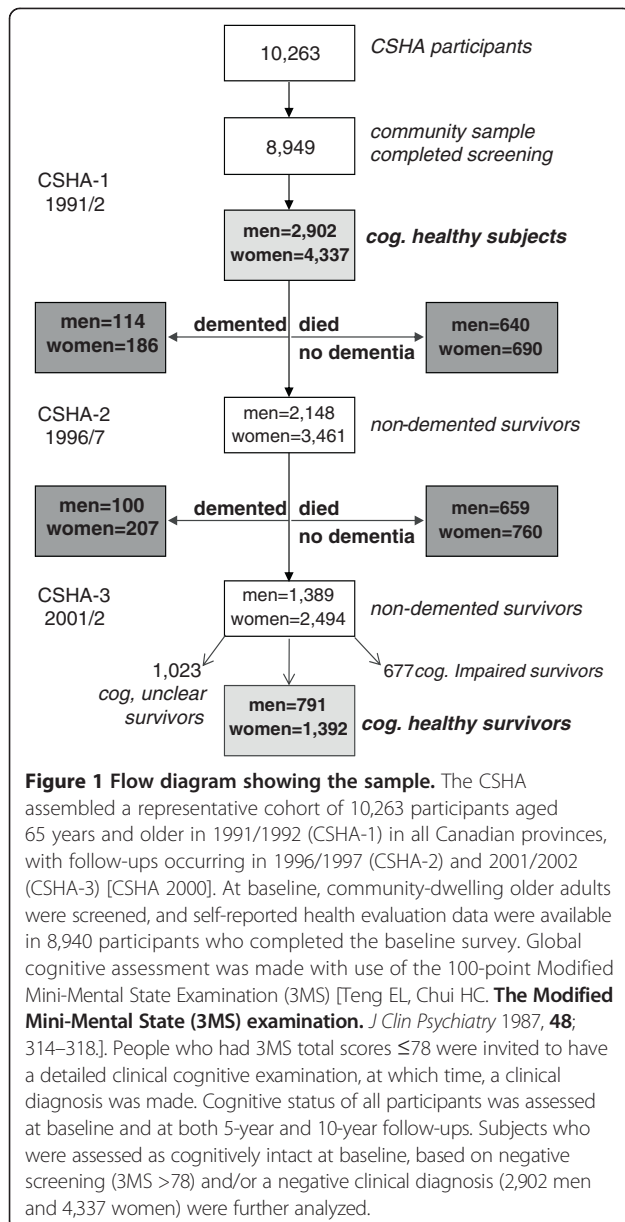 10,263
CSHA participants
8,949
community sample
completed screening
CSHA-1
1991/2
men=2,902
women=4,337
cog. healthy subjects
men=114
women=186
demented
died
no dementia
men=640
women=690
CSHA-2
1996/7
men=2,148
women=3,461
non-demented survivors
men=100
women=207
demented
died
no dementia
men=659
women=760
CSHA-3
2001/2
men=1,389
women=2,494
non-demented survivors
1,023
cog, unclear
survivors
677cog. Impaired survivors
men=791
women=1,392
cog. healthy survivors
Figure 1 Flow diagram showing the sample. The CSHA
assembled a representative cohort of 10,263 participants aged
65 years and older in 1991/1992 (CSHA-1) in all Canadian provinces,
with follow-ups occurring in 1996/1997 (CSHA-2) and 2001/2002
(CSHA-3) [CSHA 2000]. At baseline, community-dwelling older adults
were screened, and self-reported health evaluation data were available
in 8,940 participants who completed the baseline survey. Global
cognitive assessment was made with use of the 100-point Modified
Mini-Mental State Examination (3MS) [Teng EL, Chui HC. The Modified
Mini-Mental State (3MS) examination. J Clin Psychiatry 1987, 48;
314–318.]. People who had 3MS total scores ≤78 were invited to have
a detailed clinical cognitive examination, at which time, a clinical
diagnosis was made. Cognitive status of all participants was assessed
at baseline and at both 5-year and 10-year follow-ups. Subjects who
were assessed as cognitively intact at baseline, based on negative
screening (3MS >78) and/or a negative clinical diagnosis (2,902 men
and 4,337 women) were further analyzed.